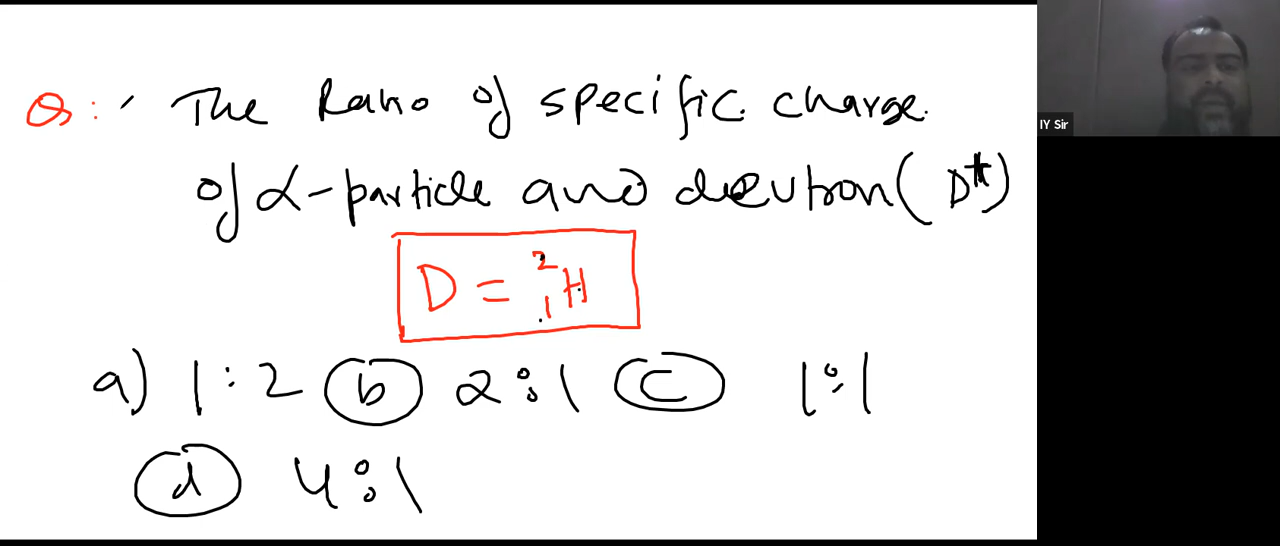 Q:- The Ratio of specific charge.
of α-particle and deutron (D⁺)
D = ²₁H
a) 1 : 2 (b) 2 : 1 (c) 1 : 1
(d) 4 : 1
IY Sir